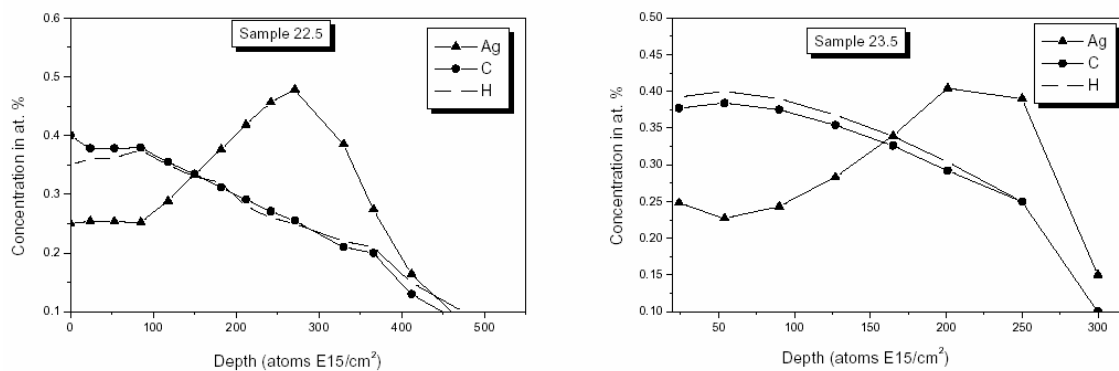 Sample 22.5
Ag
C
H
Concentration in at. %
0.6
0.5
0.4
0.3
0.2
0.1
0
100
200
300
400
500
Depth (atoms E15/cm²)
Sample 23.5
Ag
C
H
Concentration in at. %
0.50
0.45
0.40
0.35
0.30
0.25
0.20
0.15
0.10
50
100
150
200
250
300
Depth (atoms E15/cm²)